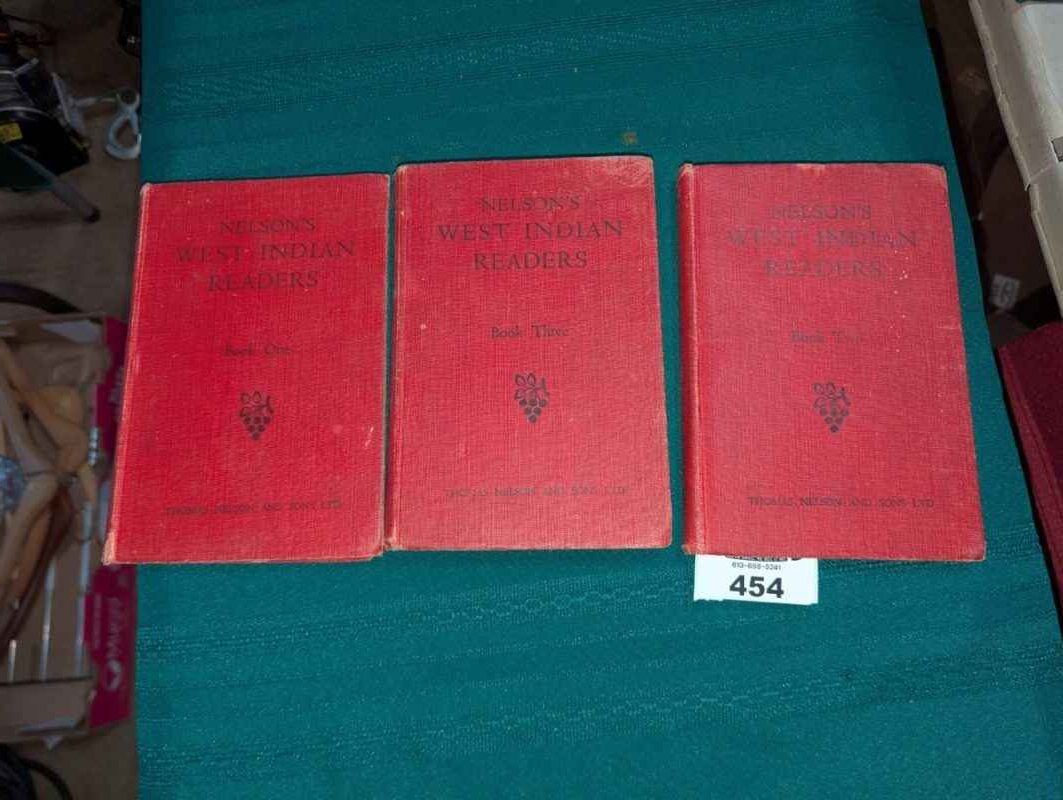 NELSON'S
WEST INDIAN
READERS
Book One
THOMAS NELSON AND SONS LTD
NELSON'S
WEST INDIAN
READERS
Book Three
THOMAS NELSON AND SONS LTD
NELSON'S
WEST INDIAN
READERS
Book
THOMAS NELSON AND SONS LTD
454